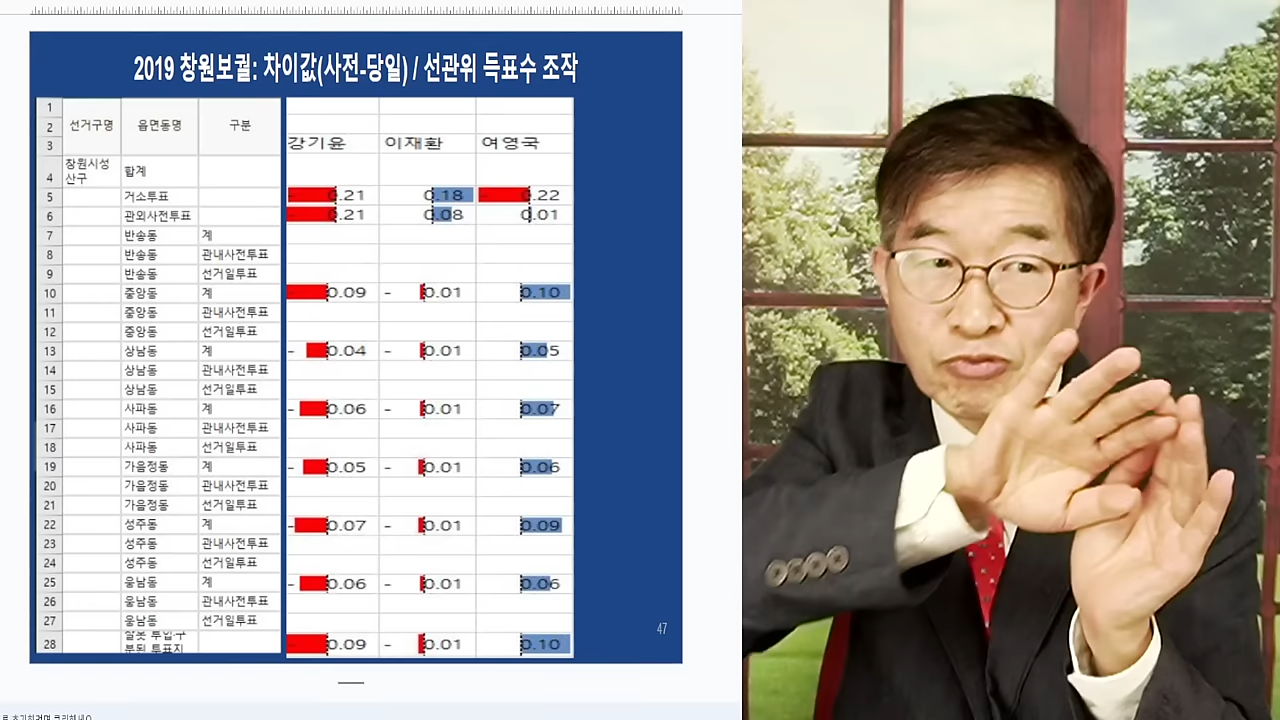 2019 창원보궐: 차이값(사전-당일) / 선관위 득표수 조작
선거구명 읍면동명 구분
강기윤 이재환 여영국
1
2
3
4 창원시성산구 합계
5 거소투표 0.21 0.18 0.22
6 관외사전투표 0.21 0.08 0.01
7 반송동 계
8 반송동 관내사전투표
9 반송동 선거일투표
10 중앙동 계 0.09 - 0.01 0.10
11 중앙동 관내사전투표
12 중앙동 선거일투표
13 상남동 계 - 0.04 - 0.01 0.05
14 상남동 관내사전투표
15 상남동 선거일투표
16 사파동 계 - 0.06 - 0.01 0.07
17 사파동 관내사전투표
18 사파동 선거일투표
19 가음정동 계 - 0.05 - 0.01 0.06
20 가음정동 관내사전투표
21 가음정동 선거일투표
22 성주동 계 - 0.07 - 0.01 0.09
23 성주동 관내사전투표
24 성주동 선거일투표
25 웅남동 계 - 0.06 - 0.01 0.06
26 웅남동 관내사전투표
27 웅남동 선거일투표
28 잘못 투입·구분된 투표지 0.09 - 0.01 0.10
47